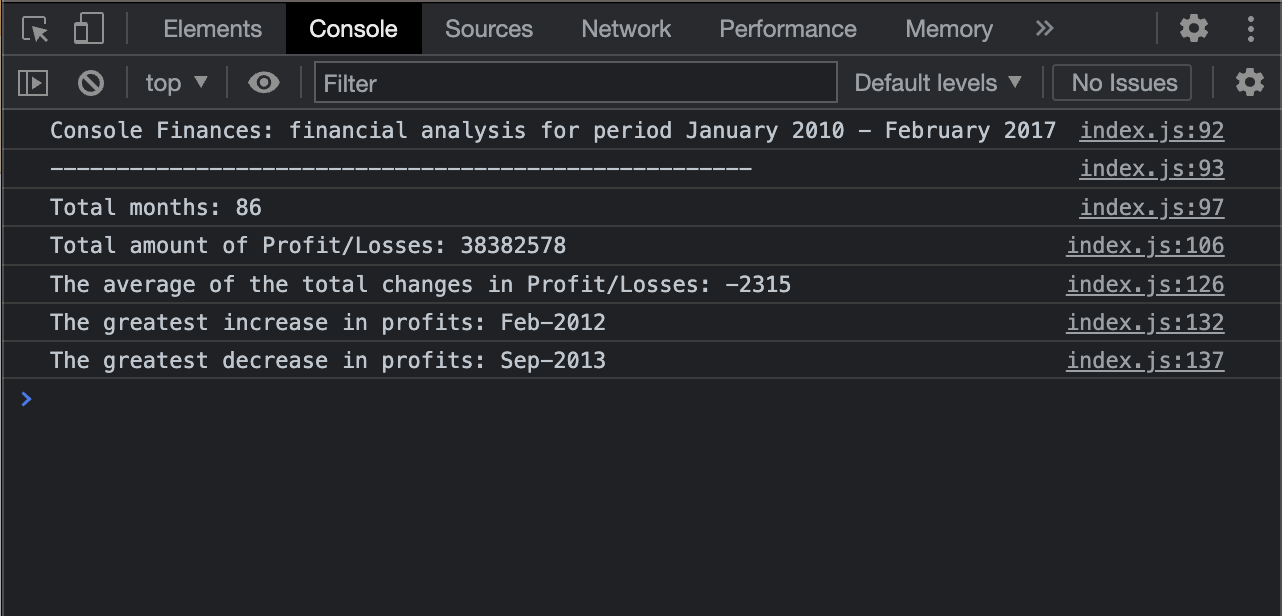 Elements Console Sources Network Performance Memory »
top ▼ Filter Default levels ▼ No Issues
Console Finances: financial analysis for period January 2010 - February 2017 index.js:92
----------------------------------------------------- index.js:93
Total months: 86 index.js:97
Total amount of Profit/Losses: 38382578 index.js:106
The average of the total changes in Profit/Losses: -2315 index.js:126
The greatest increase in profits: Feb-2012 index.js:132
The greatest decrease in profits: Sep-2013 index.js:137
>